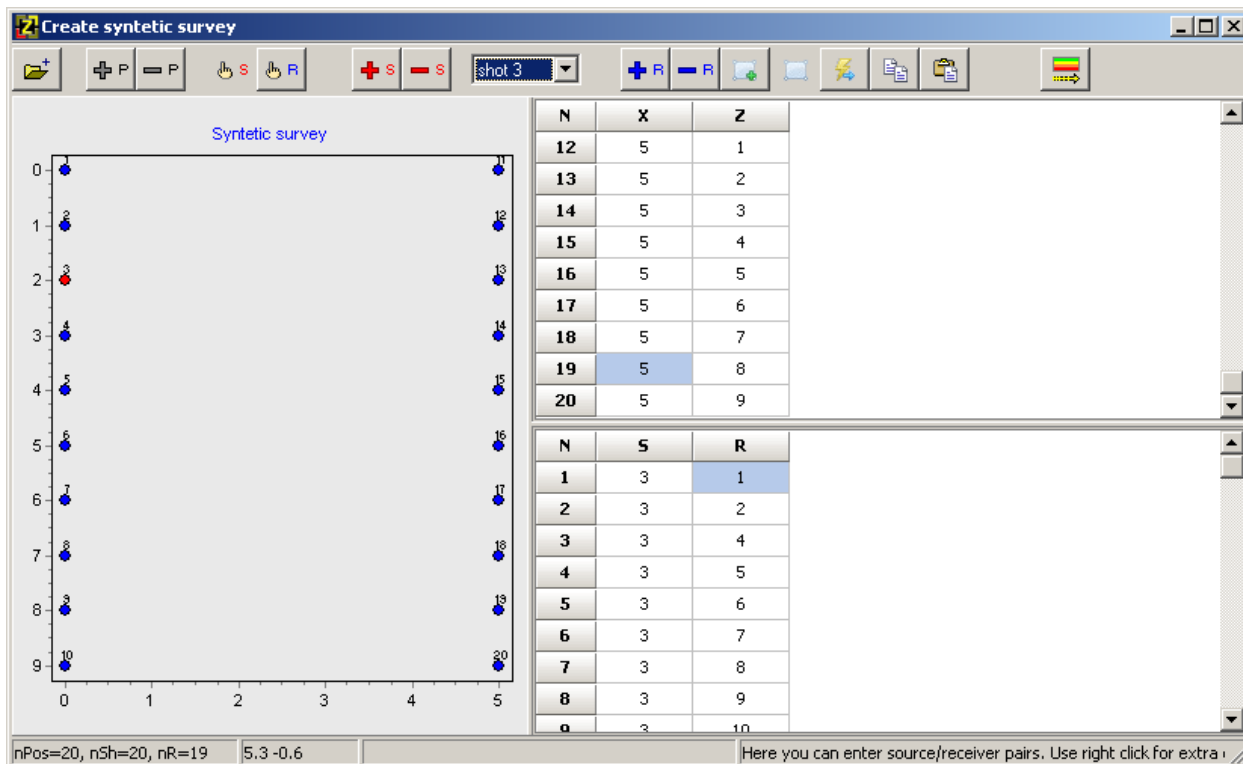 Create syntetic survey
P P S R S S shot 3 R R
Syntetic survey
0 1 11
1 2 12
2 3 13
3 4 14
4 5 15
5 6 16
6 7 17
7 8 18
8 9 19
9 10 20
0 1 2 3 4 5
N X Z
12 5 1
13 5 2
14 5 3
15 5 4
16 5 5
17 5 6
18 5 7
19 5 8
20 5 9
N S R
1 3 1
2 3 2
3 3 4
4 3 5
5 3 6
6 3 7
7 3 8
8 3 9
9 3 10
nPos=20, nSh=20, nR=19 5.3 -0.6 Here you can enter source/receiver pairs. Use right click for extra